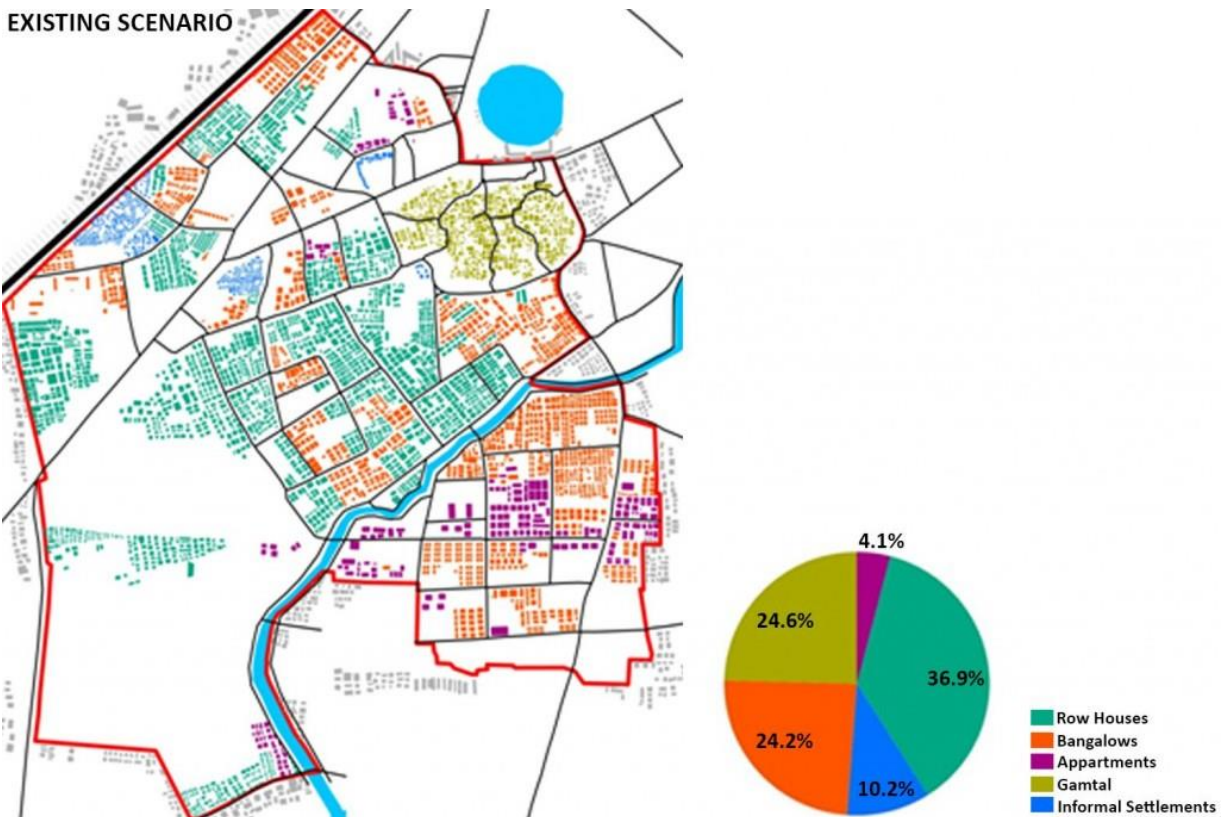 EXISTING SCENARIO
4.1%
24.6%
36.9%
24.2%
10.2%
Row Houses
Bangalows
Appartments
Gamtal
Informal Settlements